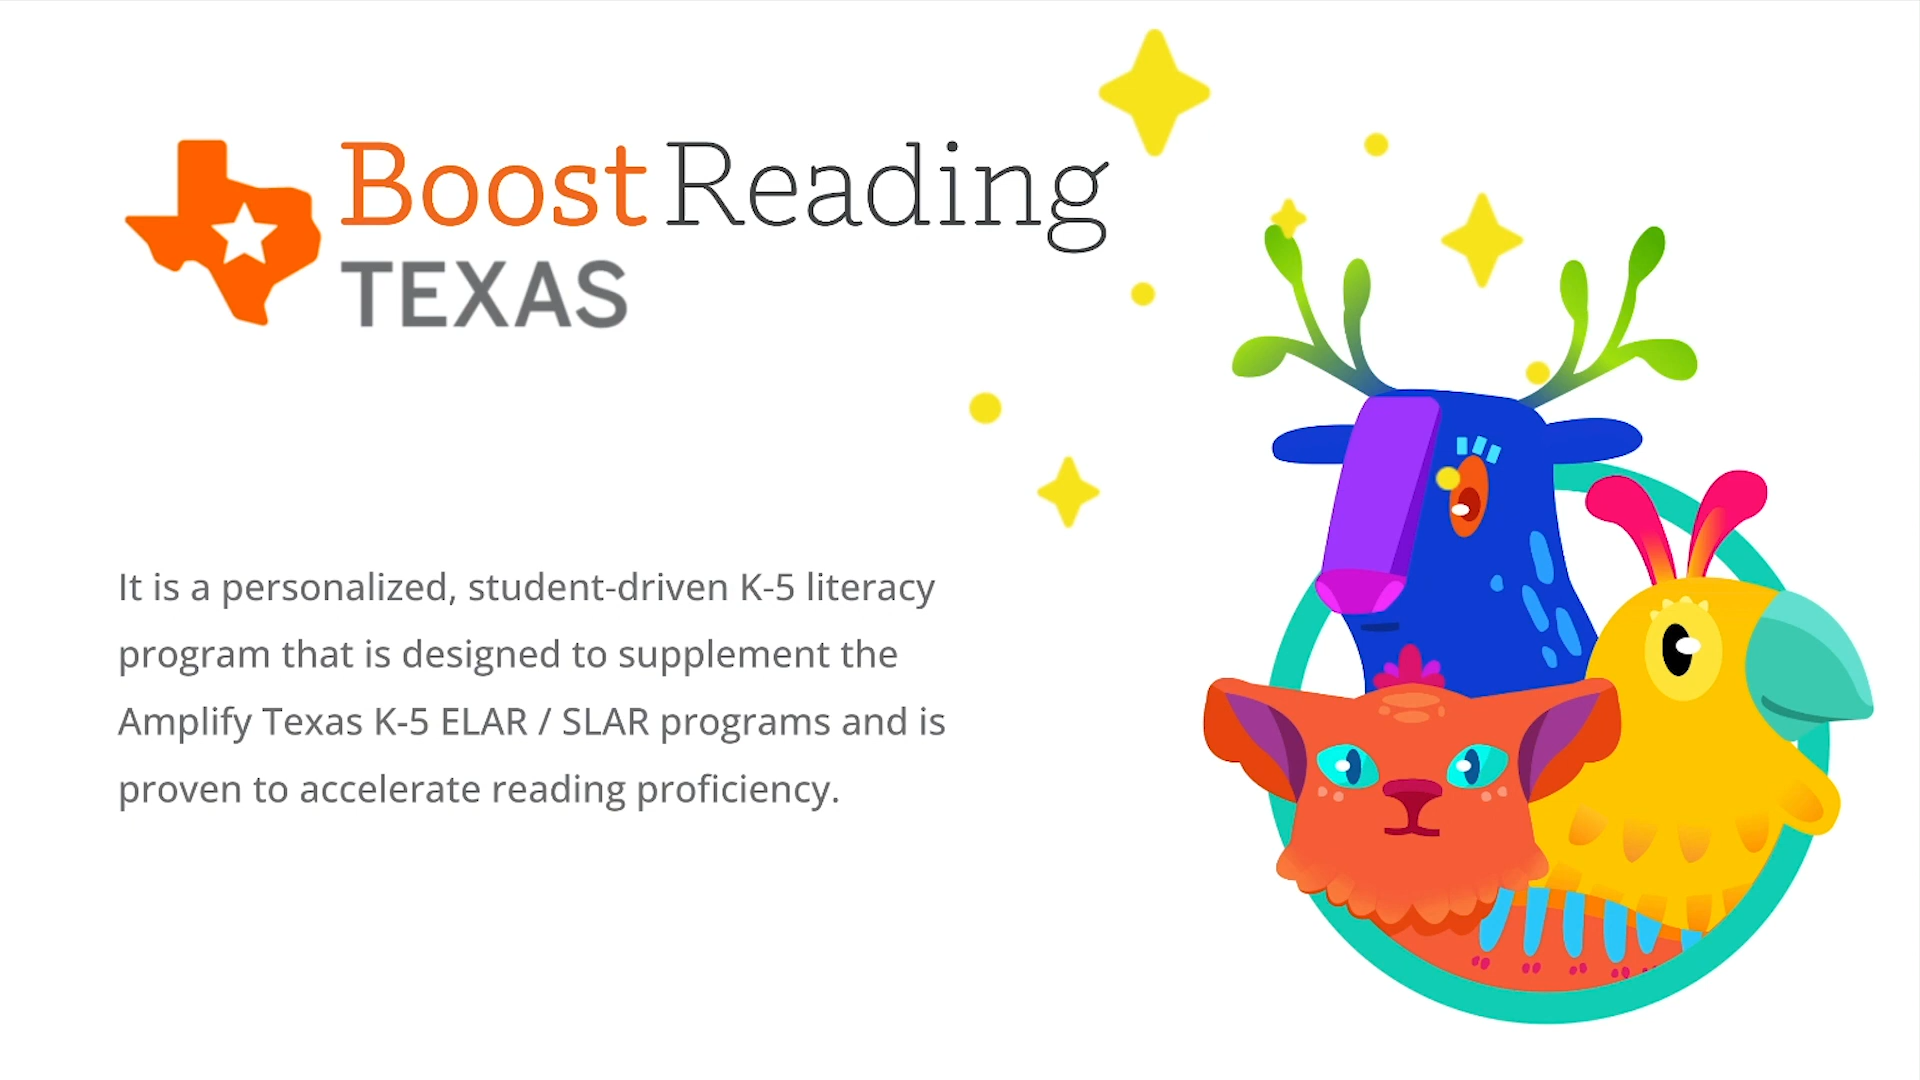 Boost Reading
TEXAS
It is a personalized, student-driven K-5 literacy
program that is designed to supplement the
Amplify Texas K-5 ELAR / SLAR programs and is
proven to accelerate reading proficiency.